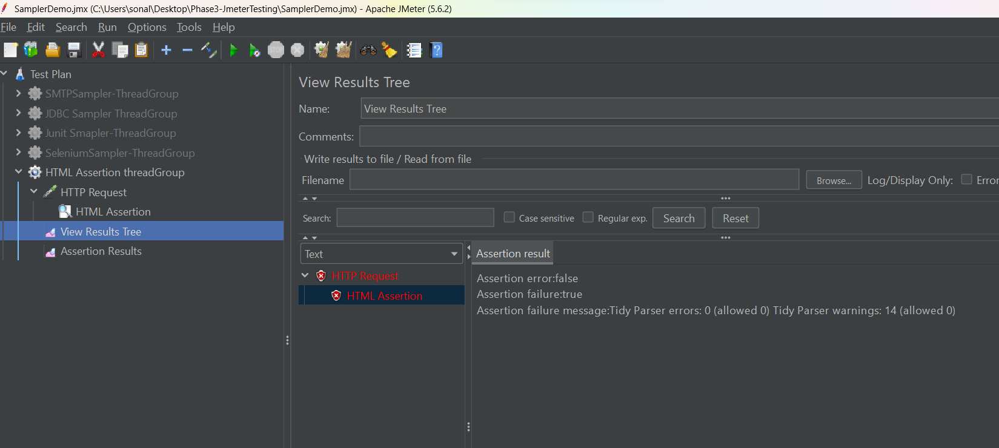 SamplerDemo.jmx (C:\Users\sonal\Desktop\Phase3-JmeterTesting\SamplerDemo.jmx) - Apache JMeter (5.6.2)
File Edit Search Run Options Tools Help
STOP
Test Plan
SMTPSampler-ThreadGroup
JDBC Sampler ThreadGroup
Junit Smapler-ThreadGroup
SeleniumSampler-ThreadGroup
HTML Assertion threadGroup
HTTP Request
HTML Assertion
View Results Tree
Assertion Results
View Results Tree
Name: View Results Tree
Comments:
Write results to file / Read from file
Filename Browse... Log/Display Only: Error
Search: Case sensitive Regular exp. Search Reset
Text
HTTP Request
HTML Assertion
Assertion result
Assertion error:false
Assertion failure:true
Assertion failure message:Tidy Parser errors: 0 (allowed 0) Tidy Parser warnings: 14 (allowed 0)